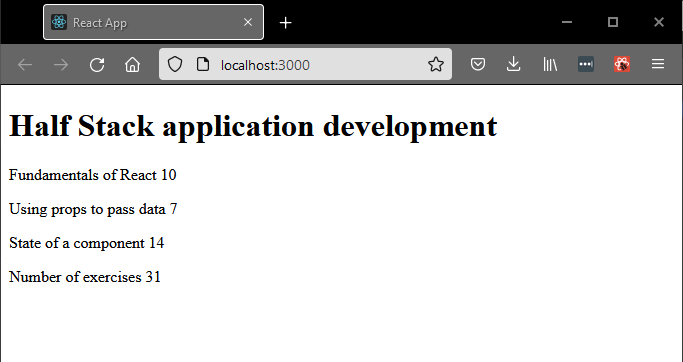 React App
localhost:3000
Half Stack application development
Fundamentals of React 10
Using props to pass data 7
State of a component 14
Number of exercises 31